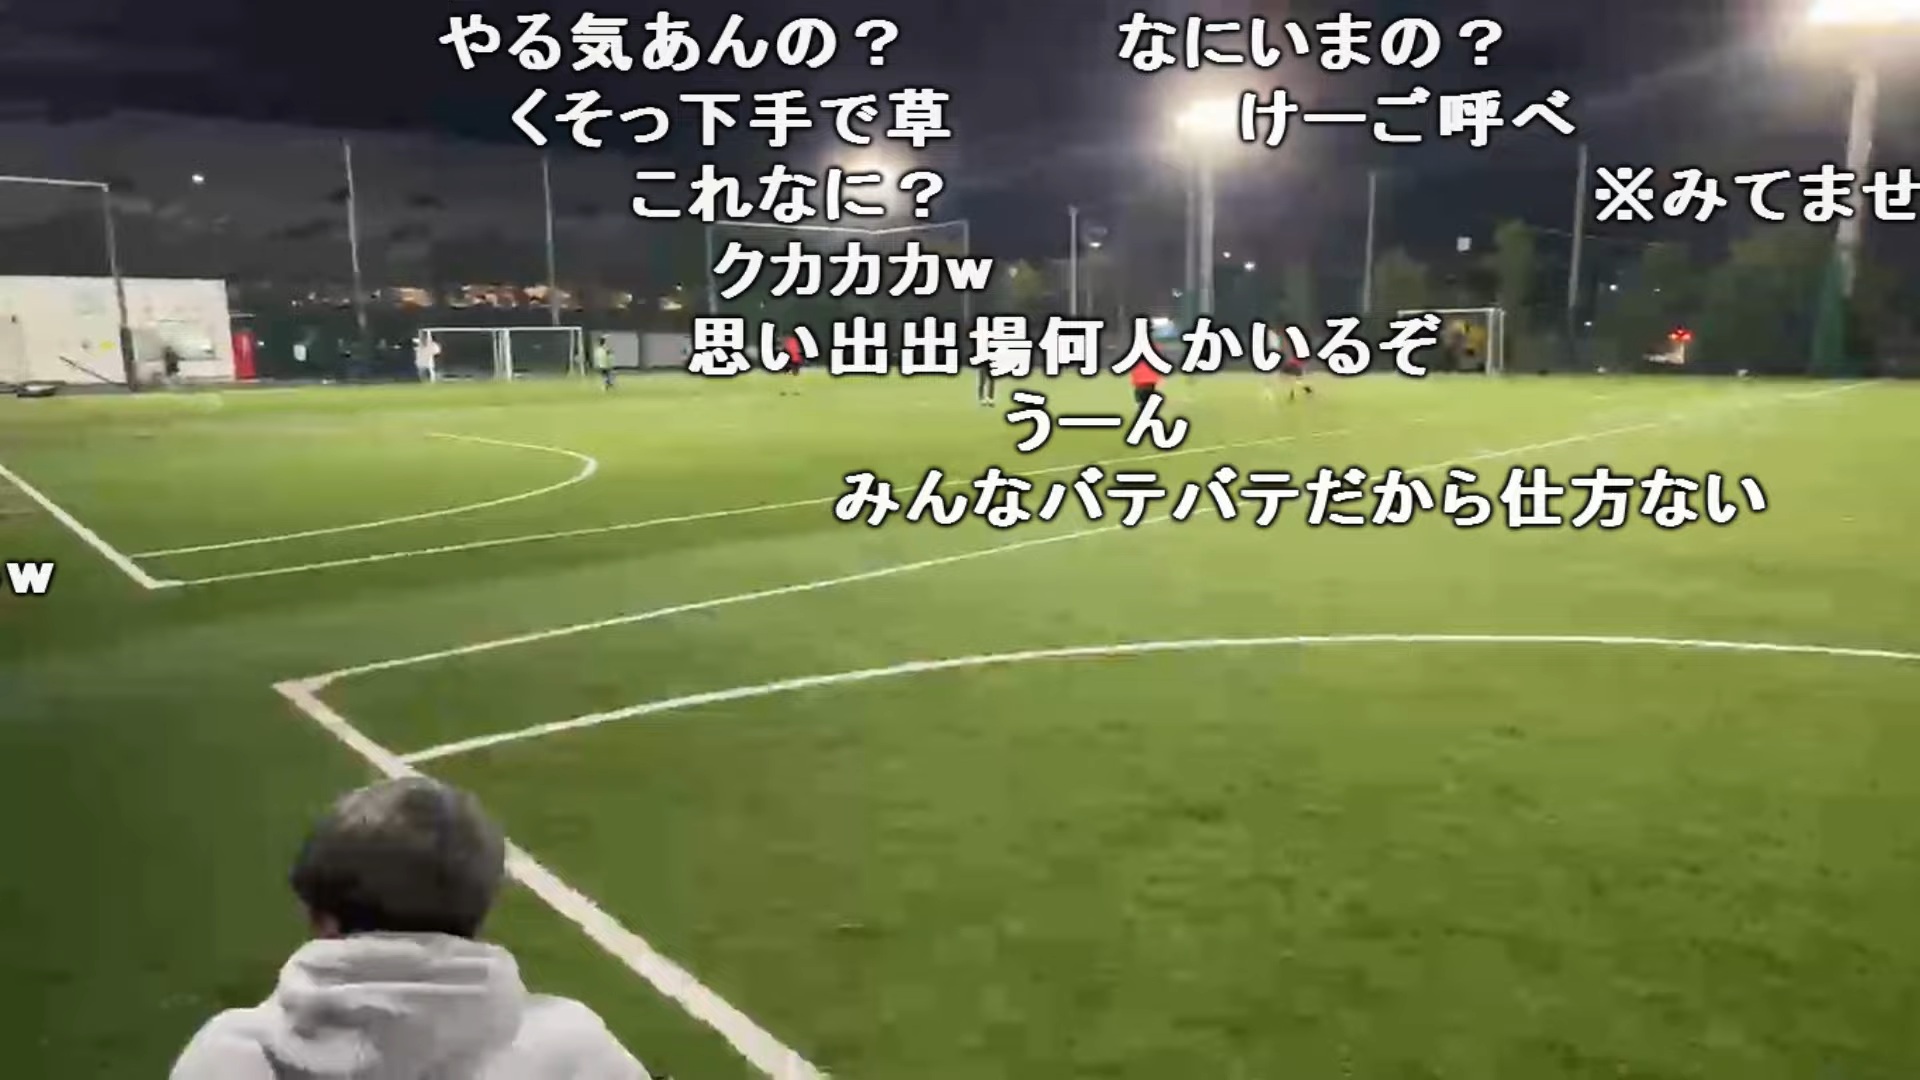 やる気あんの？
なにいまの？
くそっ下手で草
けーご呼べ
これなに？
※みてませ
クカカカw
思い出出場何人かいるぞ
うーん
みんなバテバテだから仕方ない
w